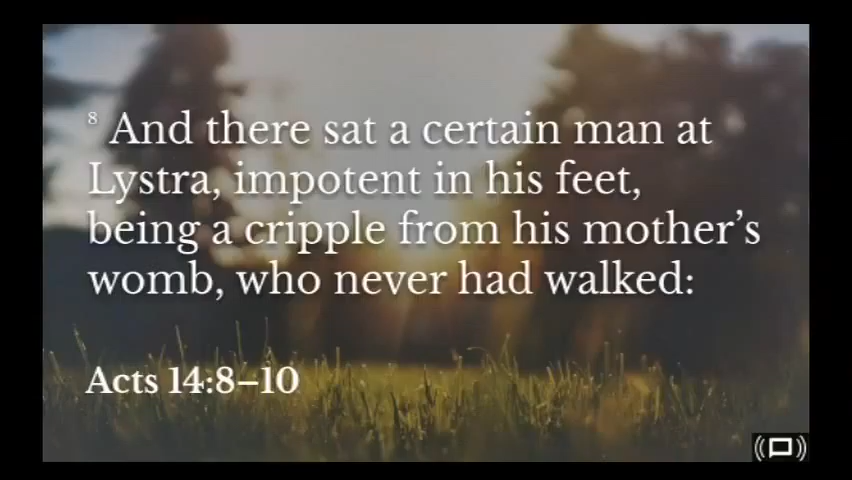 8 And there sat a certain man at
Lystra, impotent in his feet,
being a cripple from his mother’s
womb, who never had walked:
Acts 14:8–10